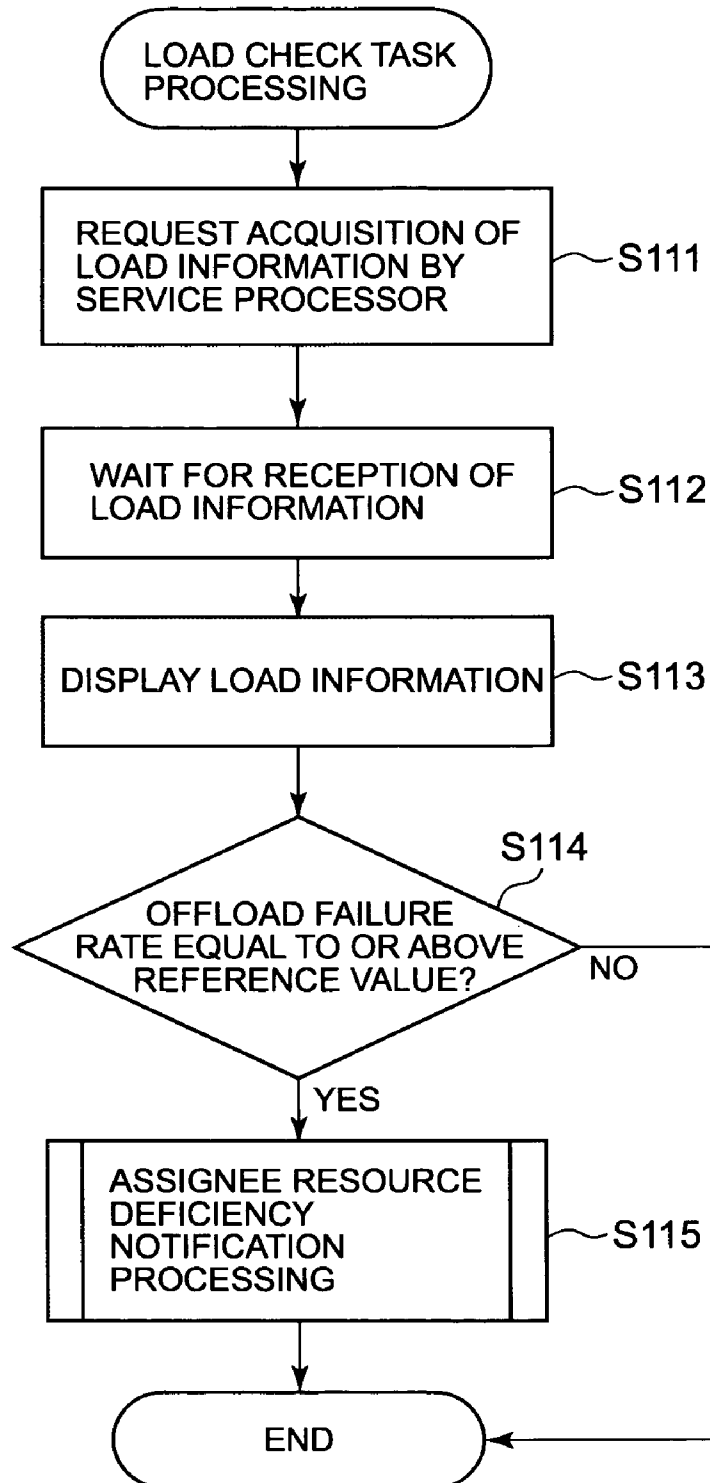 LOAD CHECK TASK
PROCESSING
REQUEST ACQUISITION OF
LOAD INFORMATION BY
SERVICE PROCESSOR
S111
WAIT FOR RECEPTION OF
LOAD INFORMATION
S112
DISPLAY LOAD INFORMATION
S113
S114
OFFLOAD FAILURE
RATE EQUAL TO OR ABOVE
REFERENCE VALUE?
NO
YES
ASSIGNEE RESOURCE
DEFICIENCY
NOTIFICATION
PROCESSING
S115
END